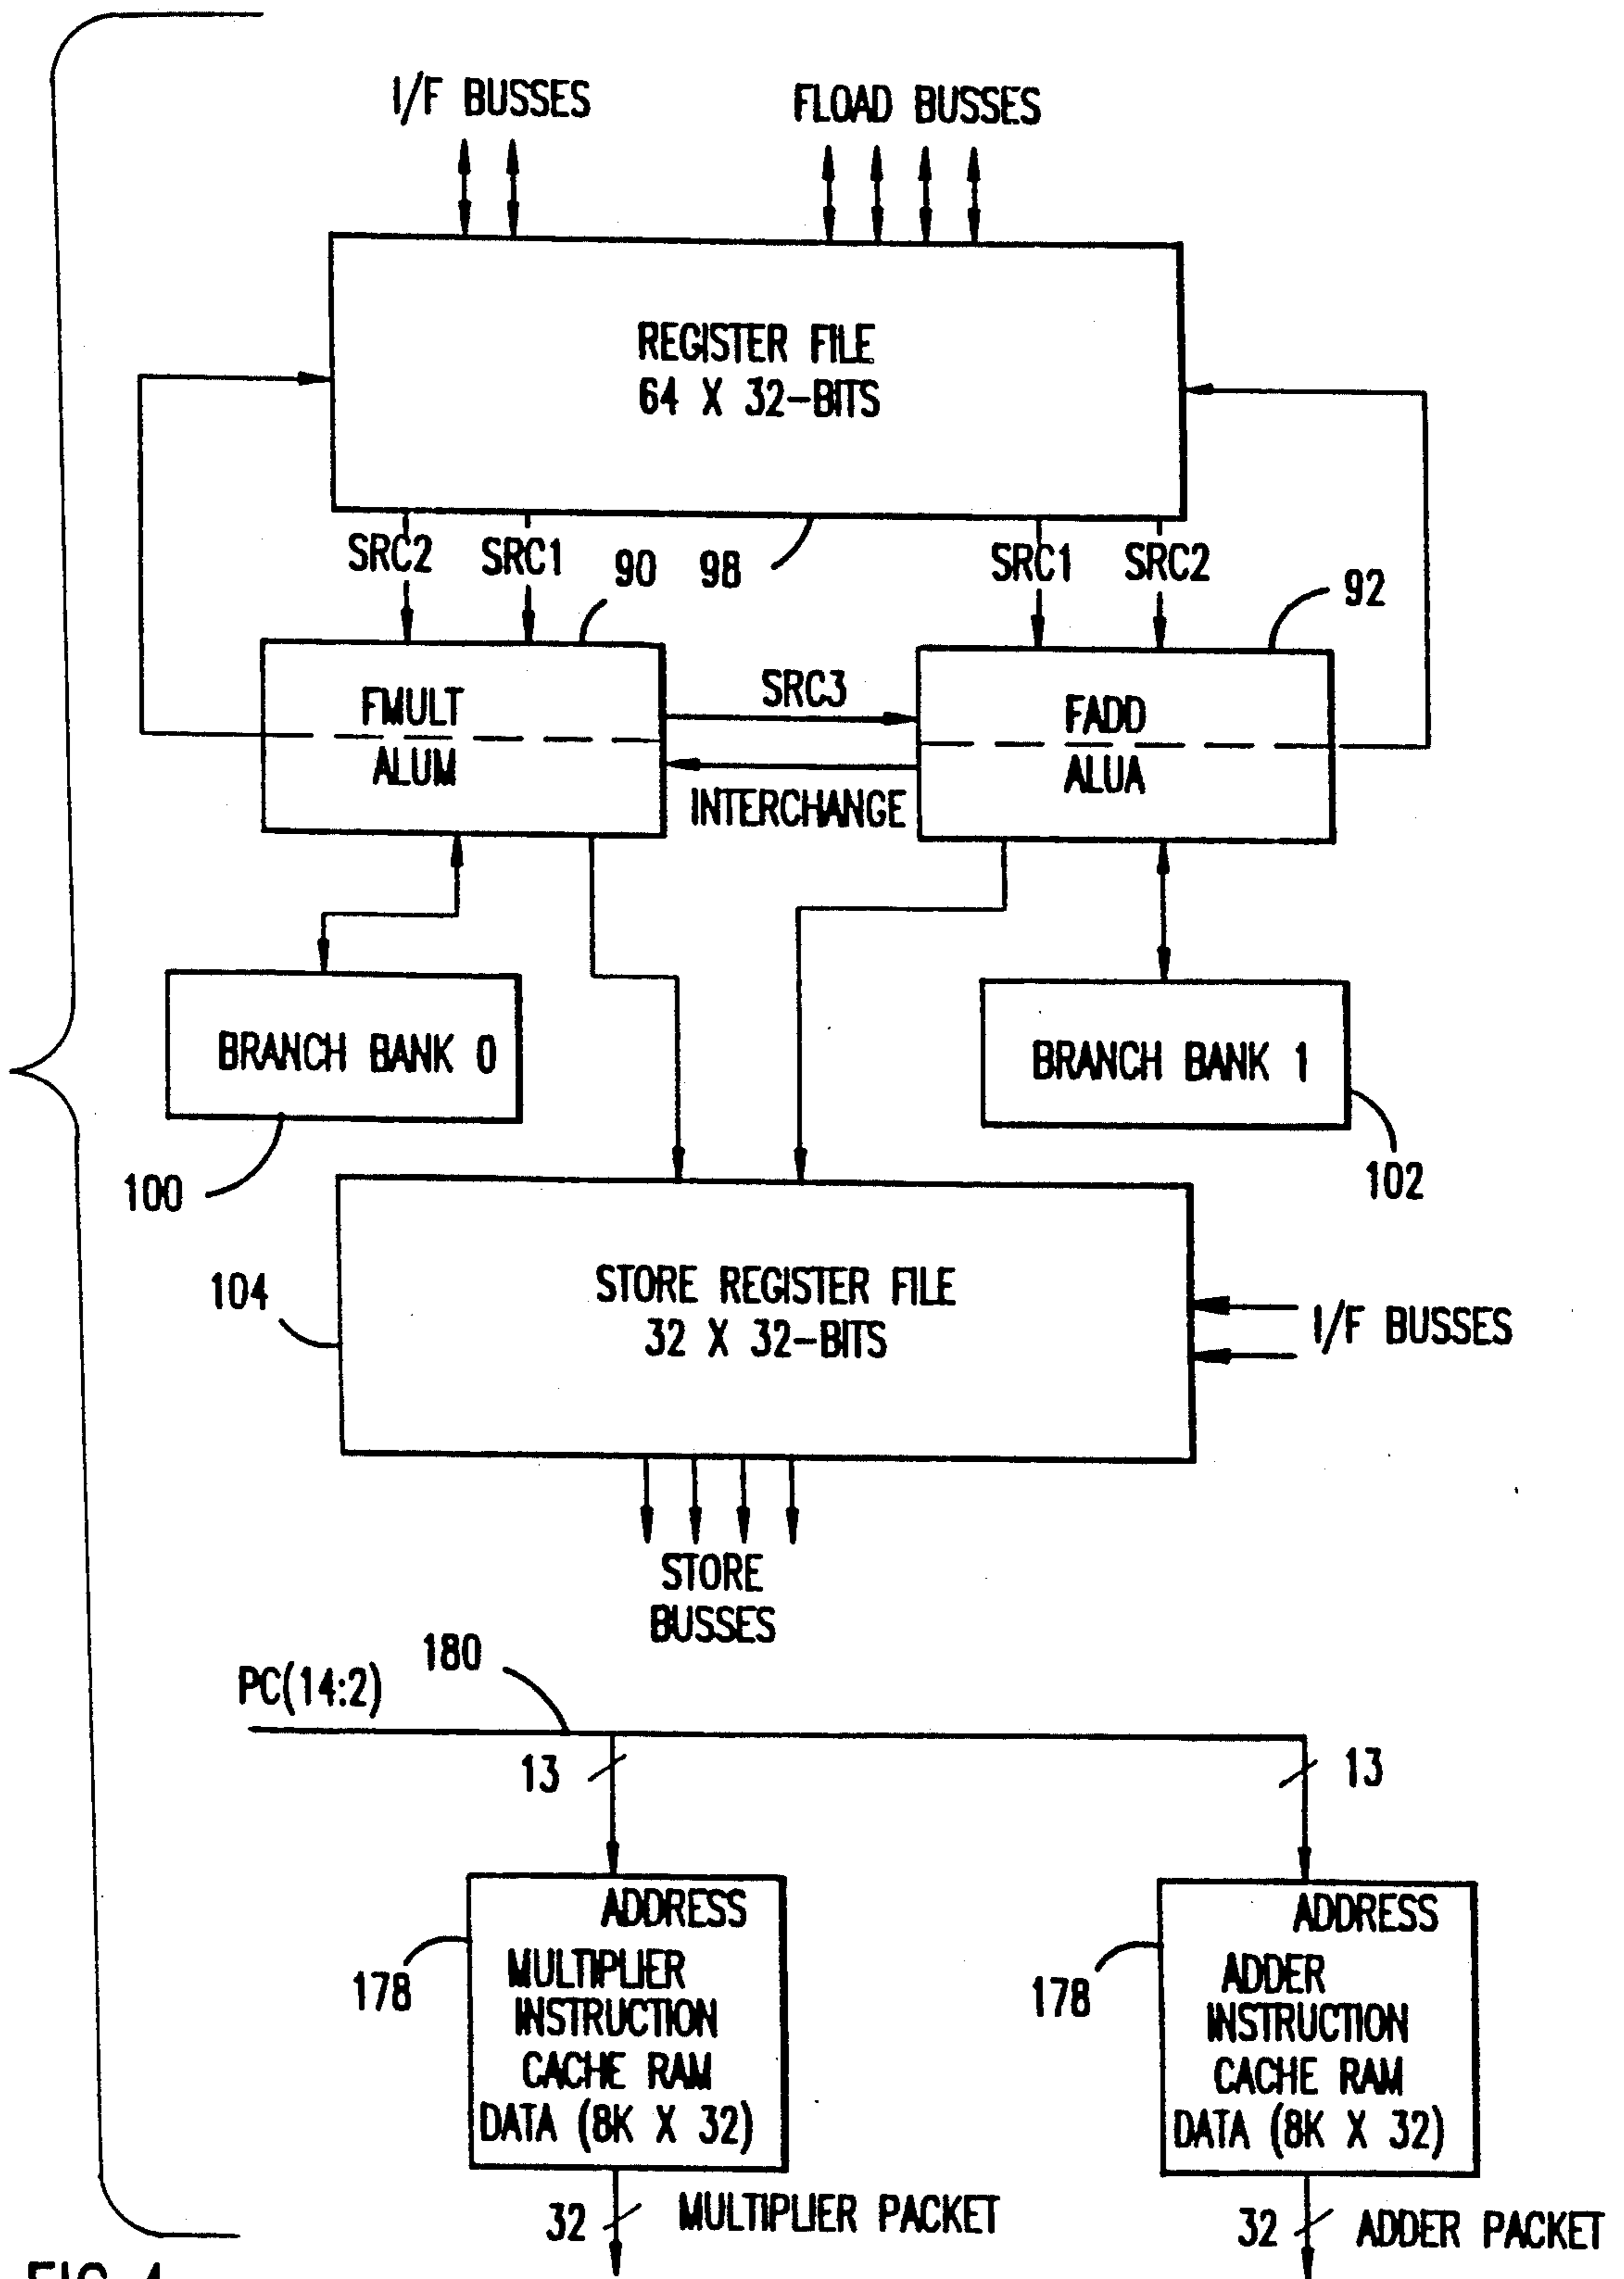 I/F BUSSES
FLOAD BUSSES
REGISTER FILE
64 X 32-BITS
SRC2
SRC1
90
98
SRC1
SRC2
92
FMULT
ALUM
SRC3
INTERCHANGE
FADD
ALUA
BRANCH BANK 0
BRANCH BANK 1
100
102
104
STORE REGISTER FILE
32 X 32-BITS
I/F BUSSES
STORE
BUSSES
180
PC(14:2)
13
13
ADDRESS
MULTIPLIER
INSTRUCTION
CACHE RAM
DATA (8K X 32)
178
ADDRESS
ADDER
INSTRUCTION
CACHE RAM
DATA (8K X 32)
178
32
MULTIPLIER PACKET
32
ADDER PACKET